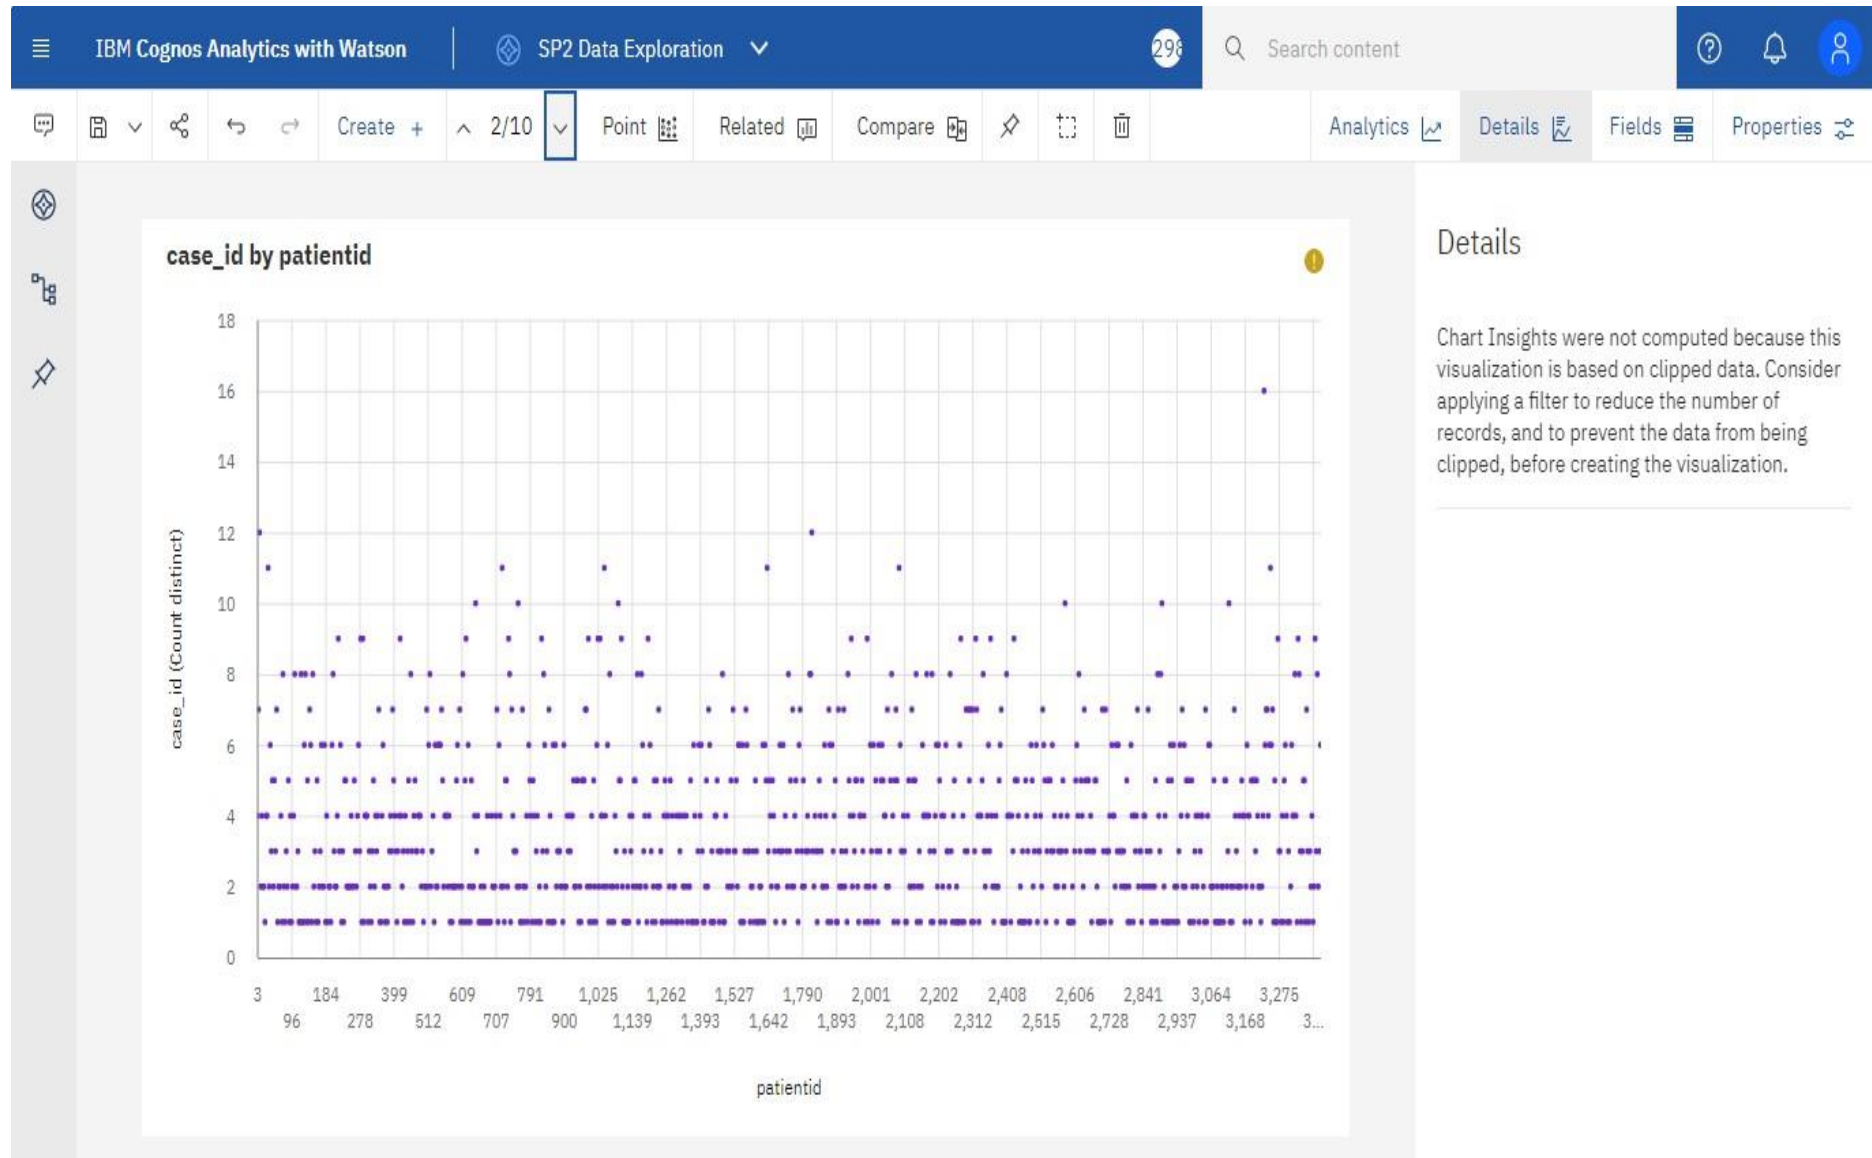 IBM Cognos Analytics with Watson
SP2 Data Exploration
298
Search content
Create +
2/10
Point
Related
Compare
Analytics
Details
Fields
Properties
case_id by patientid
18
16
14
12
10
8
6
4
2
0
case_id (Count distinct)
3 184 399 609 791 1,025 1,262 1,527 1,790 2,001 2,202 2,408 2,606 2,841 3,064 3,275
96 278 512 707 900 1,139 1,393 1,642 1,893 2,108 2,312 2,515 2,728 2,937 3,168 3...
patientid
Details
Chart Insights were not computed because this
visualization is based on clipped data. Consider
applying a filter to reduce the number of
records, and to prevent the data from being
clipped, before creating the visualization.